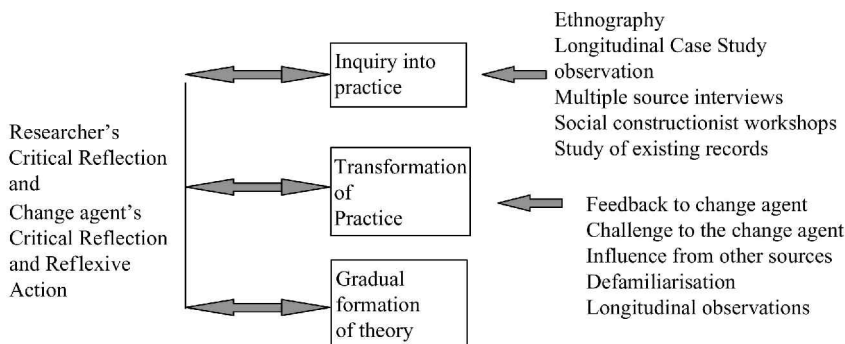 Researcher's
Critical Reflection
and
Change agent's
Critical Reflection
and Reflexive
Action
Inquiry into
practice
Transformation
of
Practice
Gradual
formation
of theory
Ethnography
Longitudinal Case Study
observation
Multiple source interviews
Social constructionist workshops
Study of existing records
Feedback to change agent
Challenge to the change agent
Influence from other sources
Defamiliarisation
Longitudinal observations